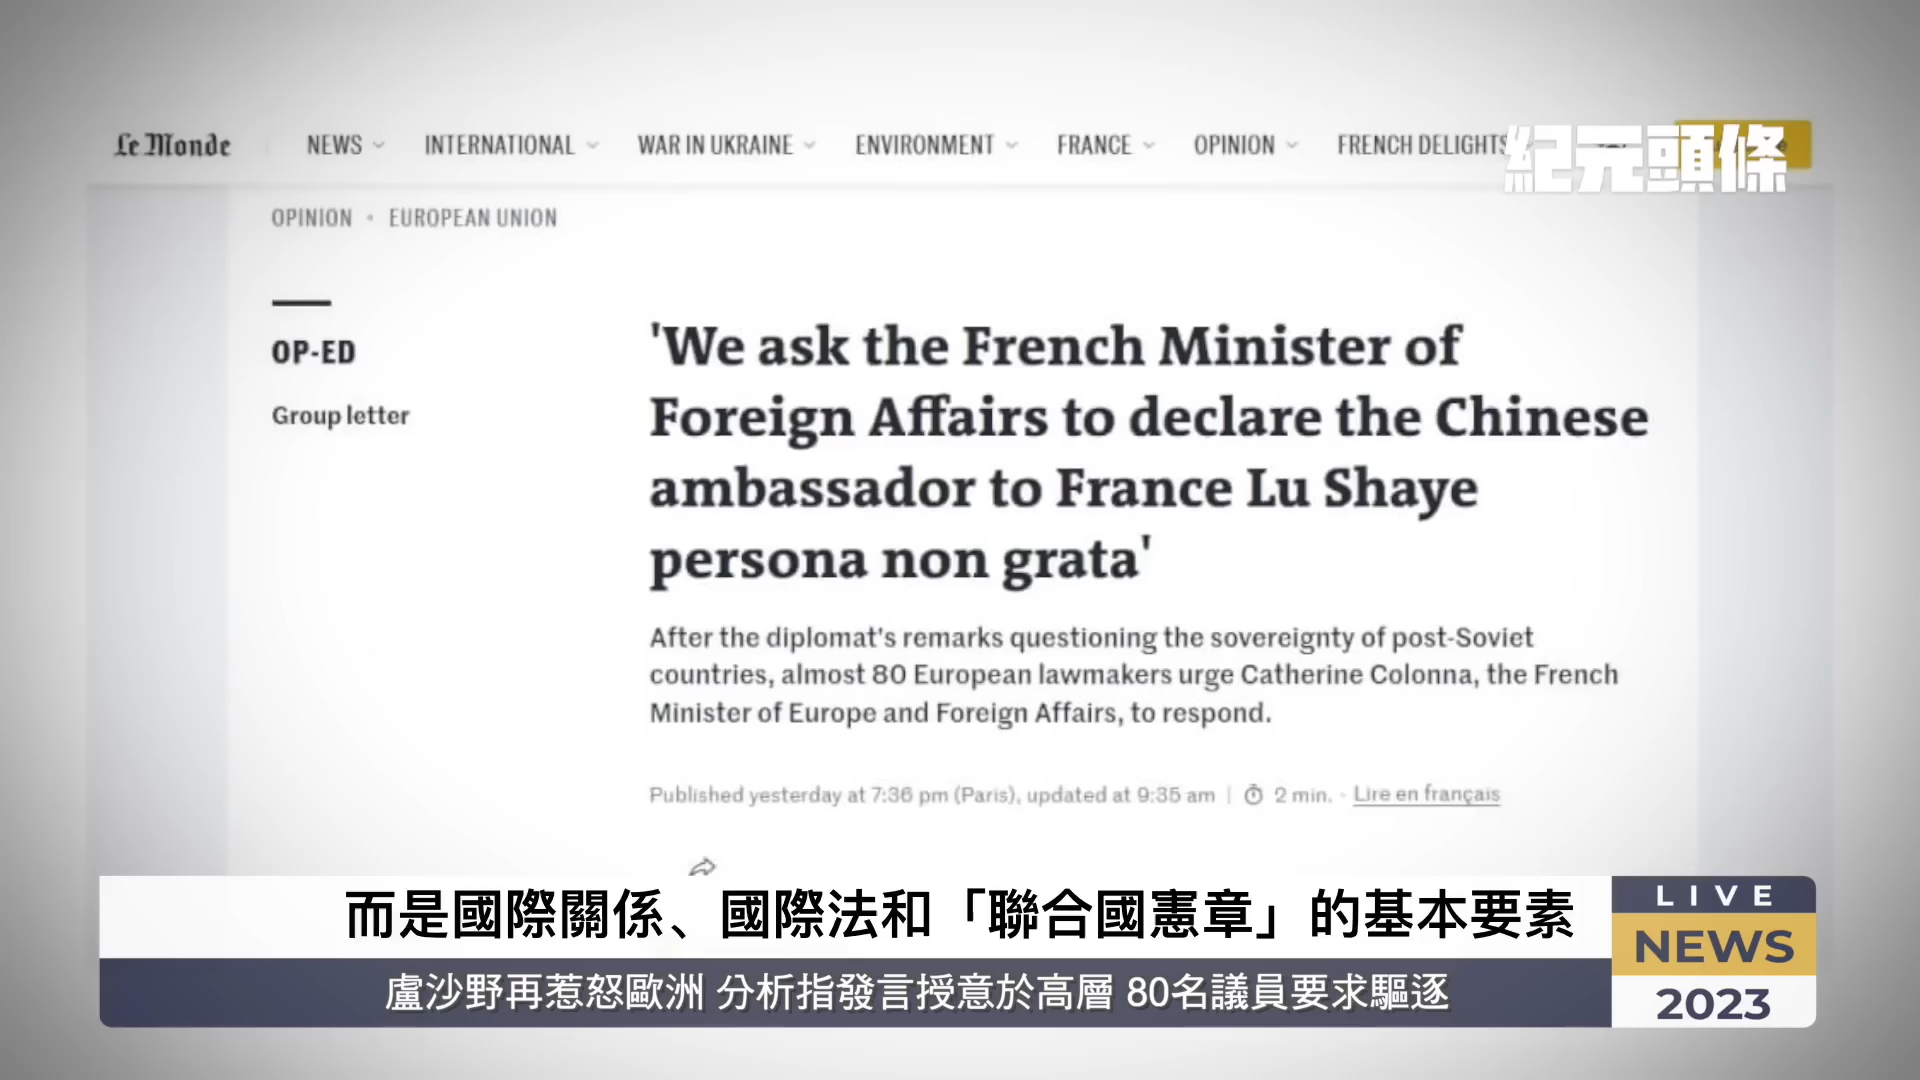 Le Monde NEWS INTERNATIONAL WAR IN UKRAINE ENVIRONMENT FRANCE OPINION FRENCH DELIGHTS
紀元頭條
OPINION • EUROPEAN UNION
OP-ED
Group letter
'We ask the French Minister of
Foreign Affairs to declare the Chinese
ambassador to France Lu Shaye
persona non grata'
After the diplomat's remarks questioning the sovereignty of post-Soviet
countries, almost 80 European lawmakers urge Catherine Colonna, the French
Minister of Europe and Foreign Affairs, to respond.
Published yesterday at 7:36 pm (Paris), updated at 9:35 am | 2 min. · Lire en français
而是國際關係、國際法和「聯合國憲章」的基本要素
盧沙野再惹怒歐洲 分析指發言授意於高層 80名議員要求驅逐
LIVE
NEWS
2023